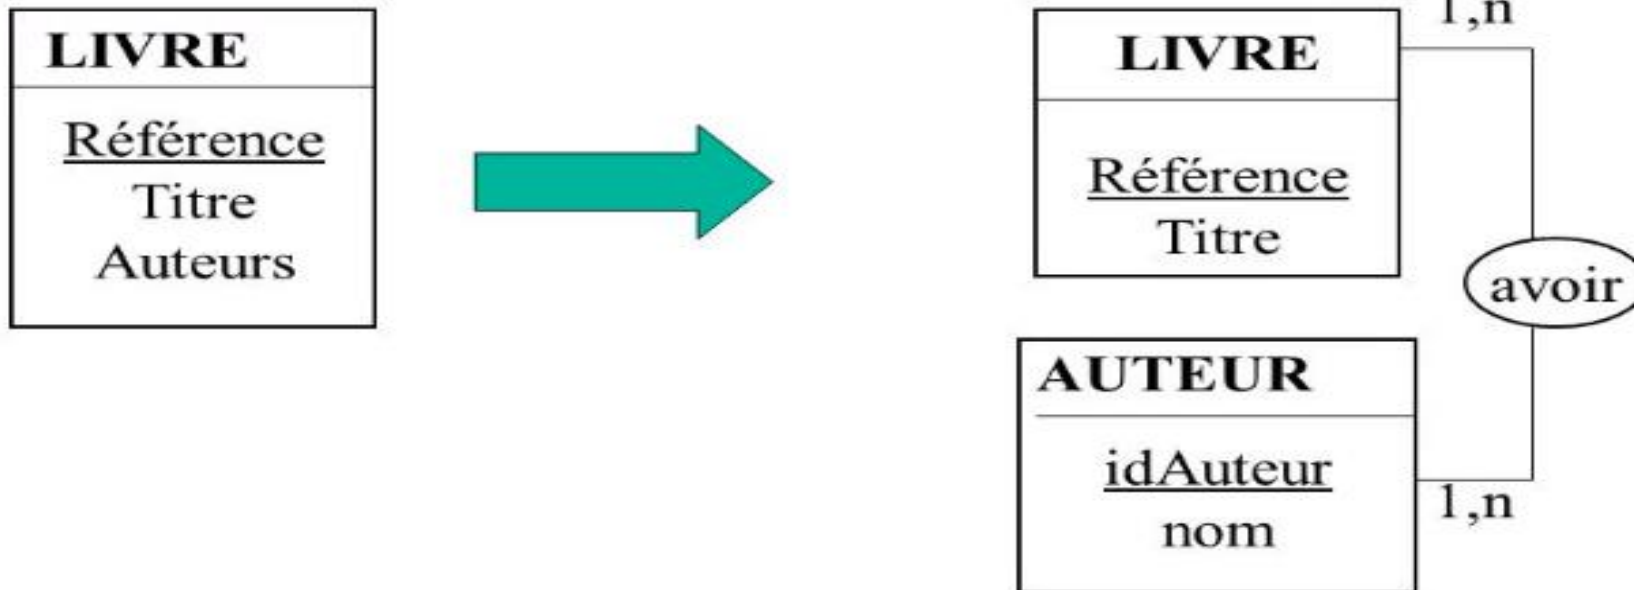 LIVRE
Référence
Titre
Auteurs
1,n
LIVRE
Référence
Titre
avoir
AUTEUR
idAuteur
nom
1,n